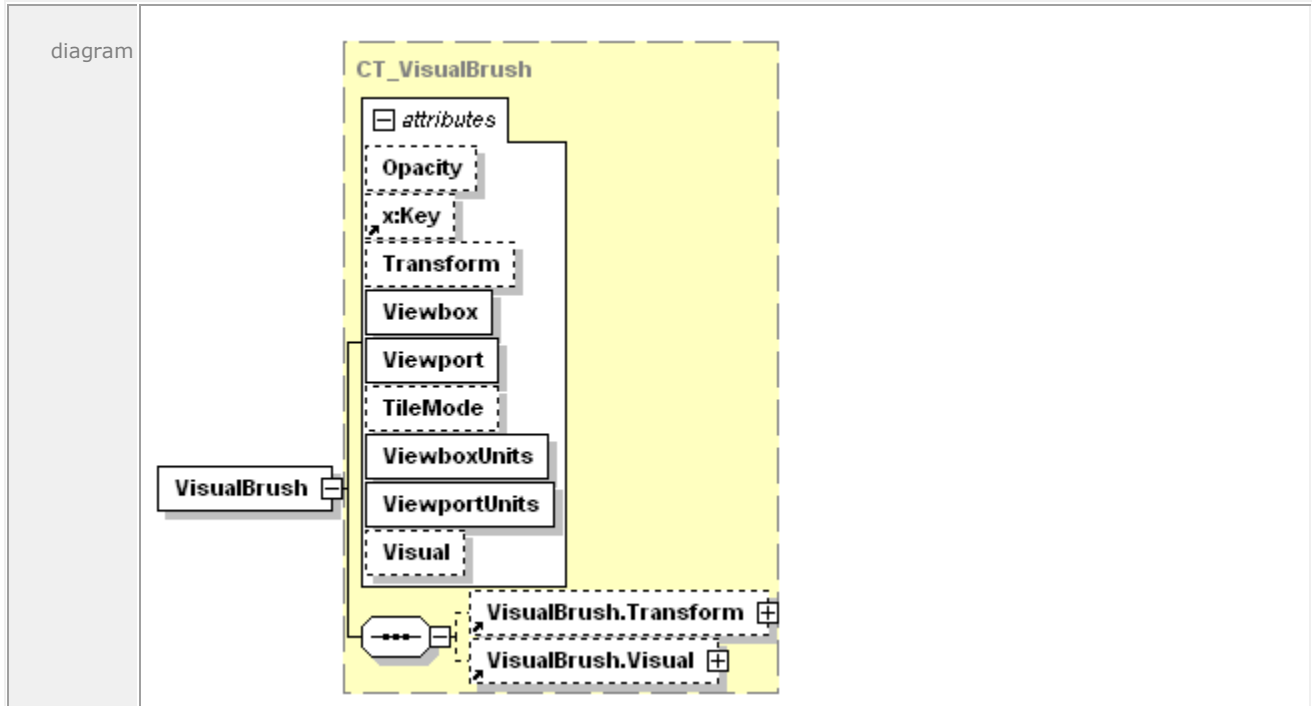 diagram
CT_VisualBrush
attributes
Opacity
x:Key
Transform
Viewbox
Viewport
TileMode
ViewboxUnits
VisualBrush
ViewportUnits
Visual
VisualBrush.Transform
VisualBrush.Visual